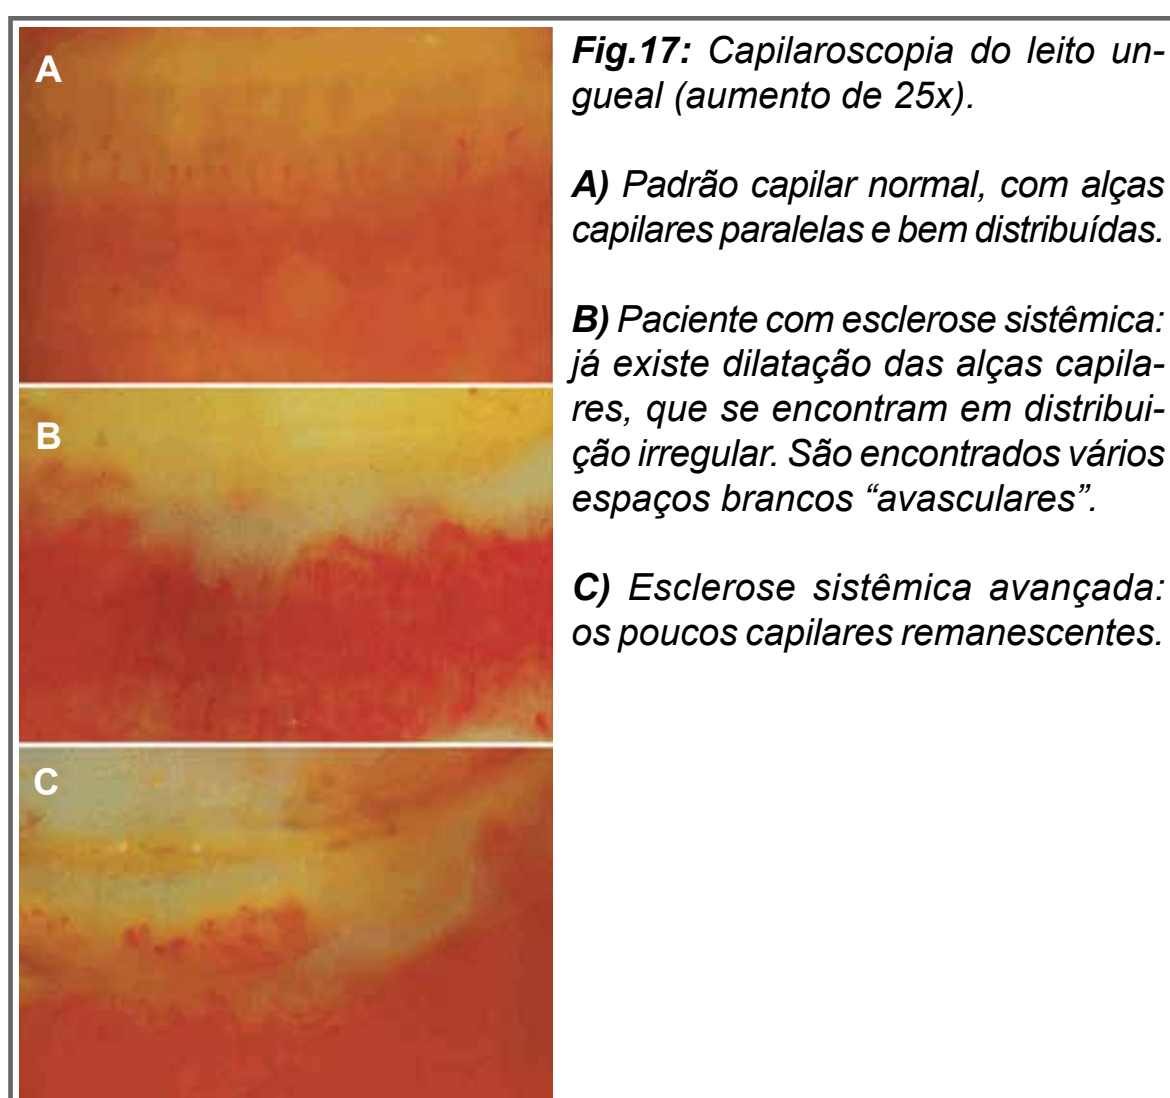 A
Fig.17: Capilaroscopia do leito un-
gueal (aumento de 25x).
A) Padrão capilar normal, com alças
capilares paralelas e bem distribuídas.
B) Paciente com esclerose sistêmica:
já existe dilatação das alças capila-
res, que se encontram em distribui-
ção irregular. São encontrados vários
espaços brancos “avasculares”.
C) Esclerose sistêmica avançada:
os poucos capilares remanescentes.
B
C